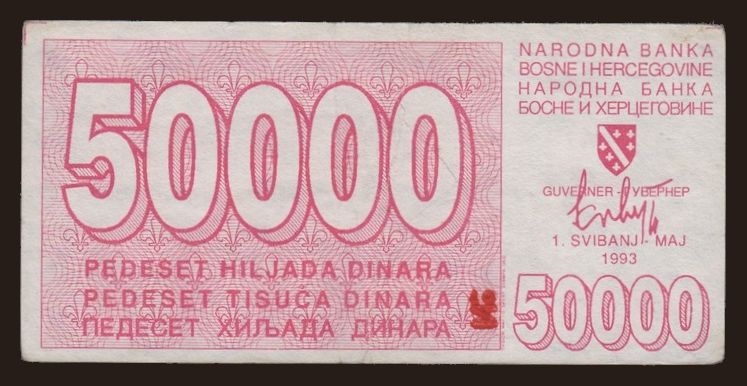 50000
PEDESET HILJADA DINARA
PEDESET TISUĆA DINARA
ПЕДЕСЕТ ХИЉАДА ДИНАРА
NARODNA BANKA
BOSNE I HERCEGOVINE
НАРОДНА БАНКА
БОСНЕ И ХЕРЦЕГОВИНЕ
GUVERNER - ГУВЕРНЕР
1. SVIBANJ - МАЈ
1993
50000